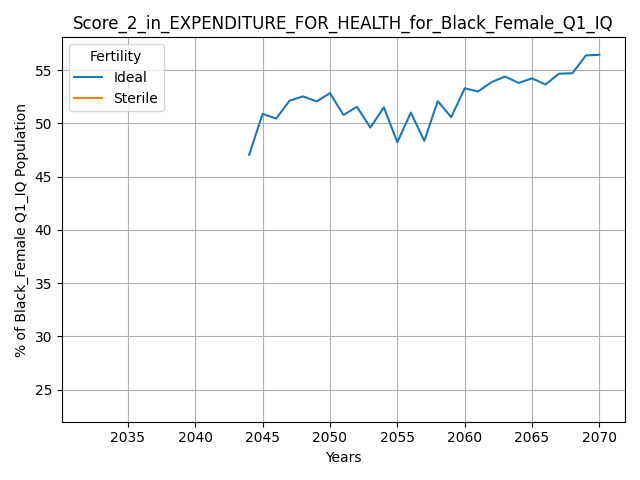 Score_2_in_EXPENDITURE_FOR_HEALTH_for_Black_Female_Q1_IQ
Fertility
Ideal
Sterile
% of Black_Female Q1_IQ Population
55
50
45
40
35
30
25
2035 2040 2045 2050 2055 2060 2065 2070
Years